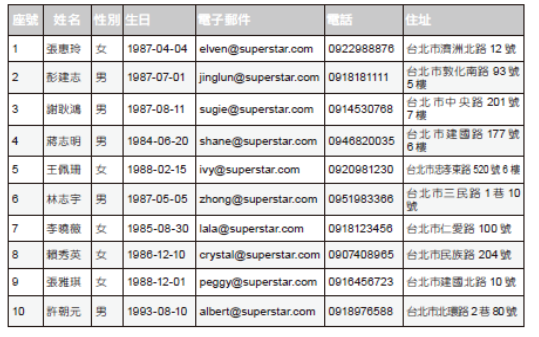 座號 姓名 性別 生日 電子郵件 電話 住址
1 張惠玲 女 1987-04-04 elven@superstar.com 0922988876 台北市濟洲北路 12 號
2 彭建志 男 1987-07-01 jinglun@superstar.com 0918181111 台北市敦化南路 93 號
5 樓
3 謝耿鴻 男 1987-08-11 sugie@superstar.com 0914530768 台北市中央路 201 號
7 樓
4 蔣志明 男 1984-06-20 shane@superstar.com 0946820035 台北市建國路 177 號
6 樓
5 王佩珊 女 1988-02-15 ivy@superstar.com 0920981230 台北市忠孝東路 520 號 6 樓
6 林志宇 男 1987-05-05 zhong@superstar.com 0951983366 台北市三民路 1 巷 10
號
7 李曉薇 女 1985-08-30 lala@superstar.com 0918123456 台北市仁愛路 100 號
8 賴秀英 女 1986-12-10 crystal@superstar.com 0907408965 台北市民族路 204 號
9 張雅琪 女 1988-12-01 peggy@superstar.com 0916456723 台北市建國北路 10 號
10 許朝元 男 1993-08-10 albert@superstar.com 0918976588 台北市北環路 2 巷 80 號